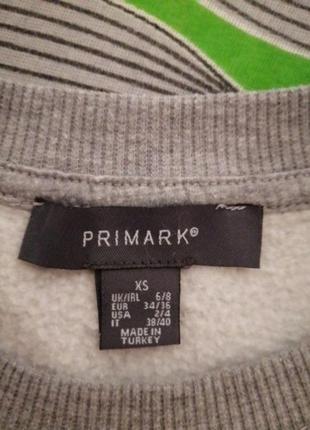 PRIMARK®
XS
UK/IRL 6/8
EUR 34/36
USA 2/4
IT 38/40
MADE IN
TURKEY